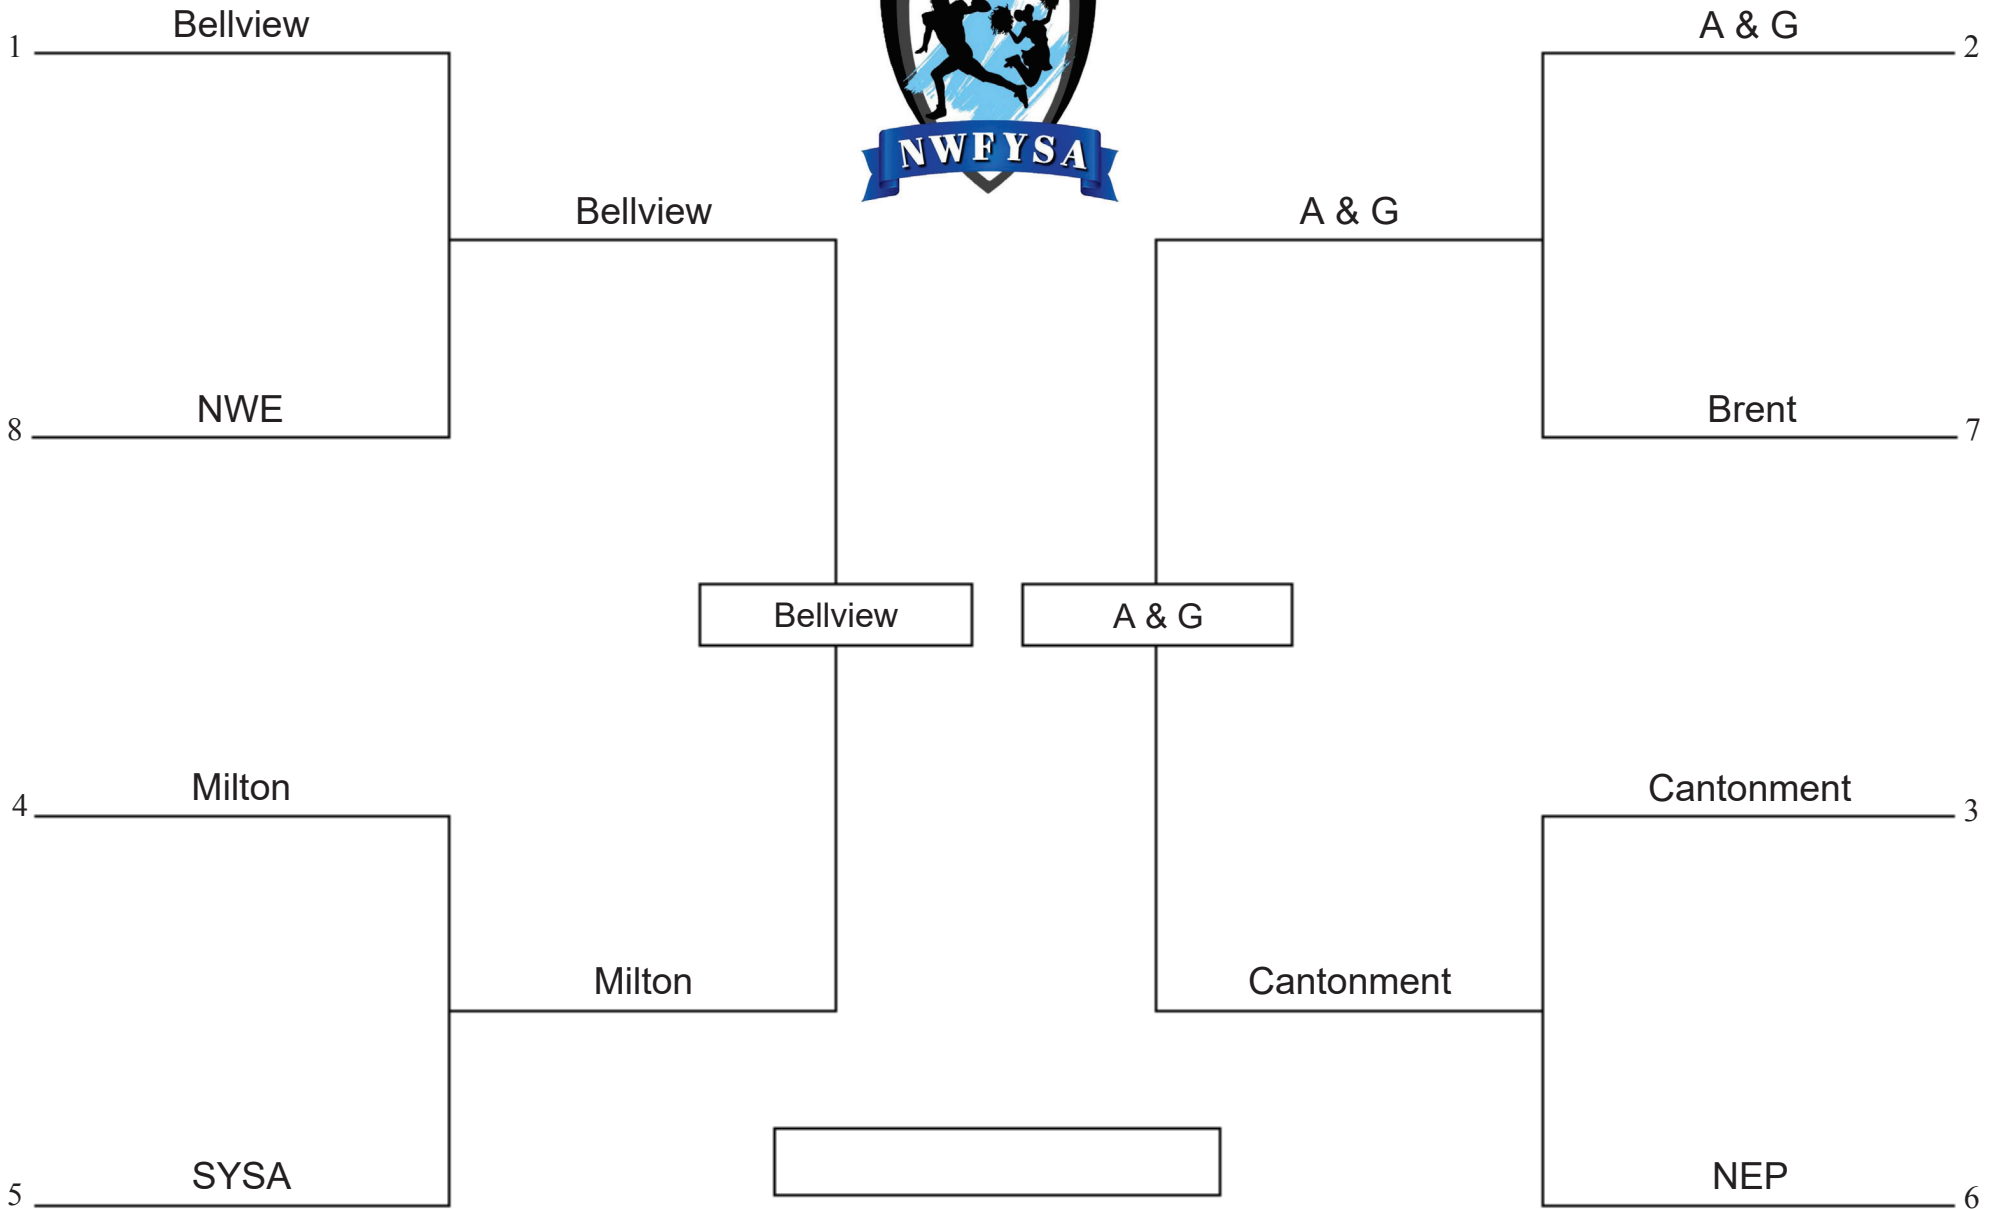 Bellview
1
A & G
2
NWFYSA
Bellview
A & G
NWE
8
Brent
7
Bellview
A & G
Milton
4
Cantonment
3
Milton
Cantonment
SYSA
5
NEP
6